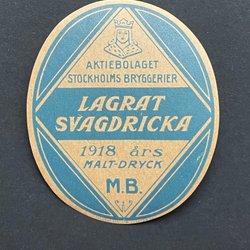 AKTIEBOLAGET
STOCKHOLMS BRYGGERIER
LAGRAT
SVAGDRICKA
1918 års
MALT-DRYCK
M.B.